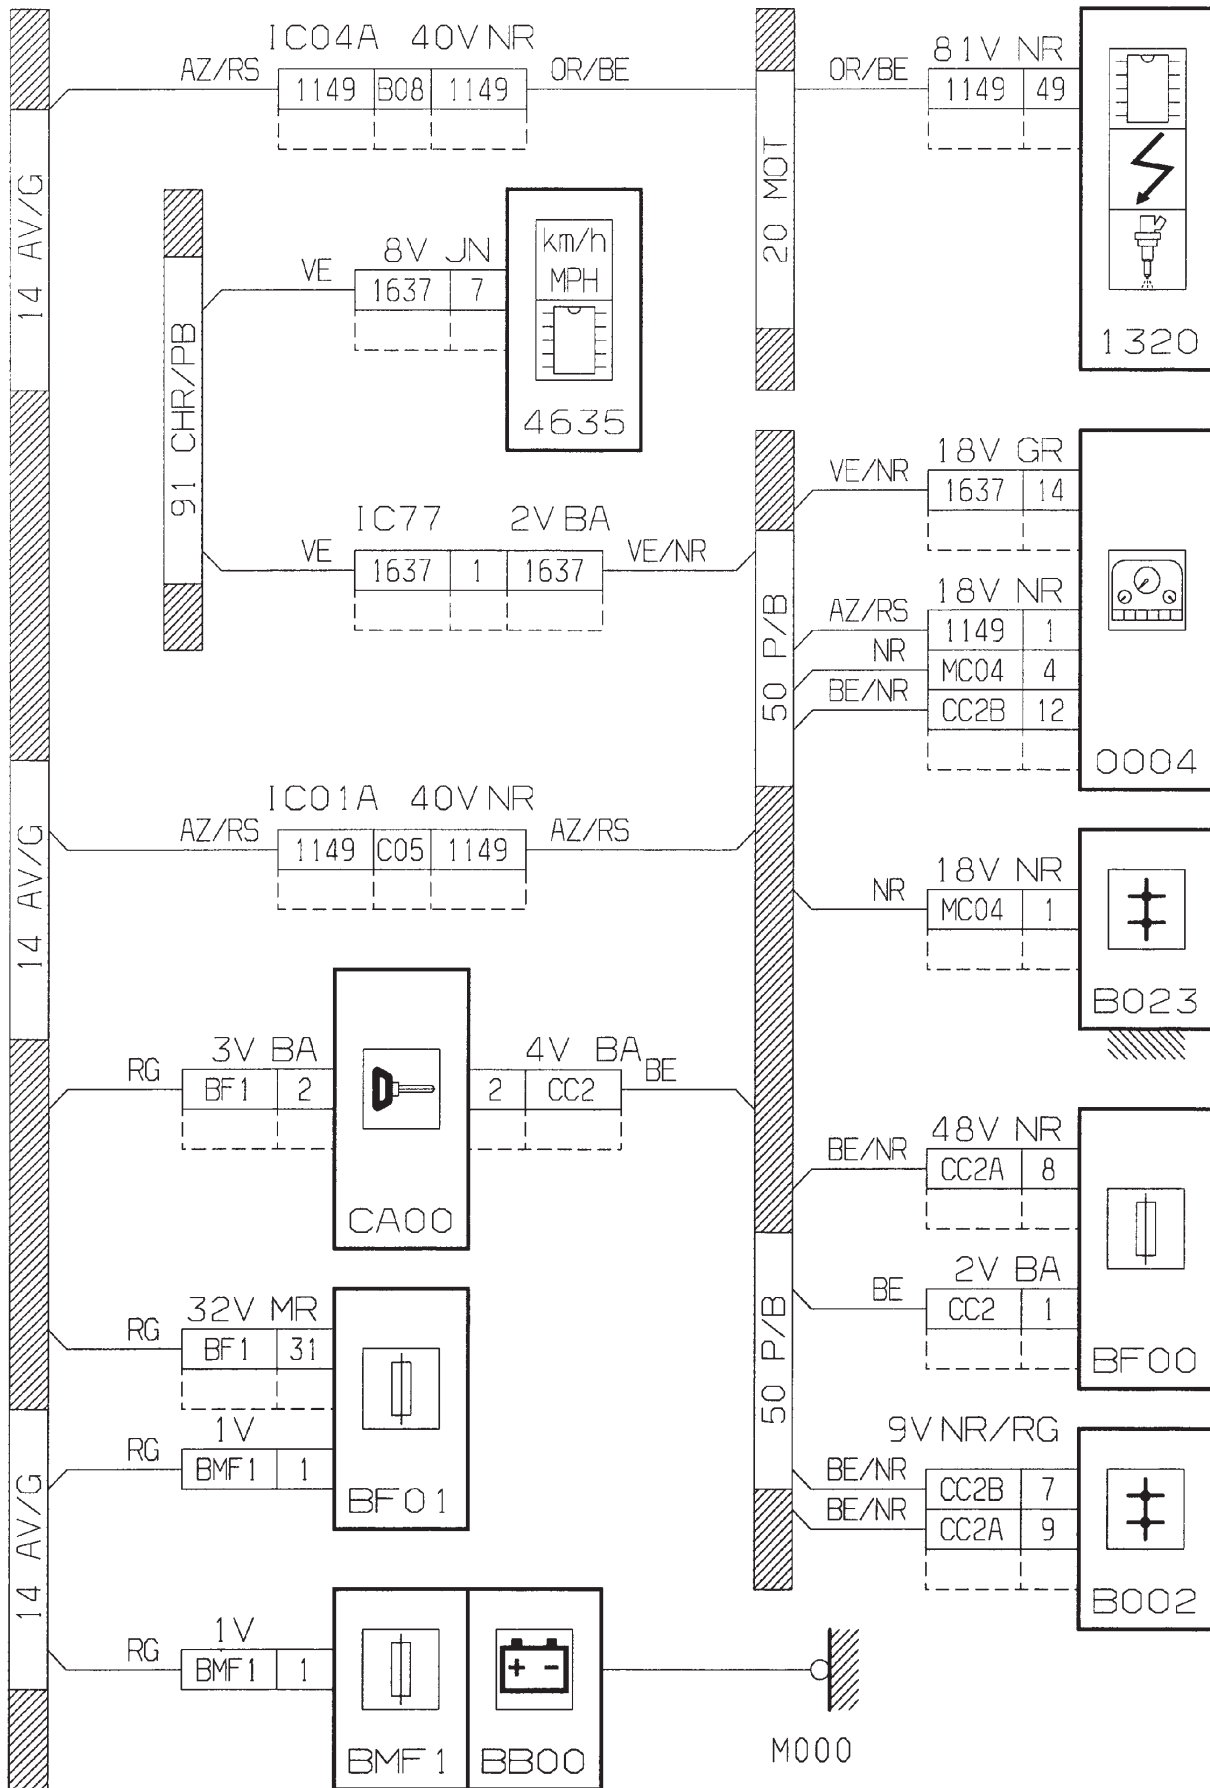 IC04A 40V NR
81V NR
AZ/RS
1149 B08 1149
OR/BE
OR/BE
1149 49
14 AV/G
20 MOT
1320
8V JN
km/h
MPH
VE
1637 7
4635
91 CHR/PB
18V GR
VE/NR
1637 14
IC77 2V BA
VE
1637 1 1637
VE/NR
50 P/B
18V NR
AZ/RS
1149 1
NR
MC04 4
BE/NR
CC2B 12
0004
IC01A 40V NR
AZ/RS
1149 C05 1149
AZ/RS
14 AV/G
18V NR
NR
MC04 1
B023
3V BA
4V BA
RG
BF1 2
2 CC2
BE
CA00
48V NR
BE/NR
CC2A 8
2V BA
BE
CC2 1
BF00
32V MR
RG
BF1 31
1V
RG
BMF1 1
BF01
50 P/B
9V NR/RG
BE/NR
CC2B 7
BE/NR
CC2A 9
B002
14 AV/G
1V
RG
BMF1 1
+ -
BMF1
BB00
M000